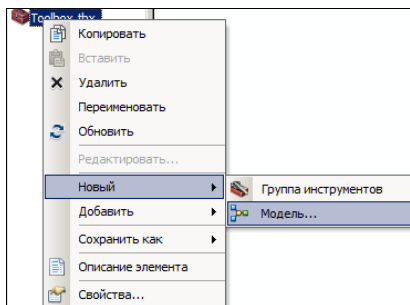 Toolbox.tbx
Копировать
Вставить
Удалить
Переименовать
Обновить
Редактировать...
Новый
Группа инструментов
Добавить
Модель...
Сохранить как
Описание элемента
Свойства...